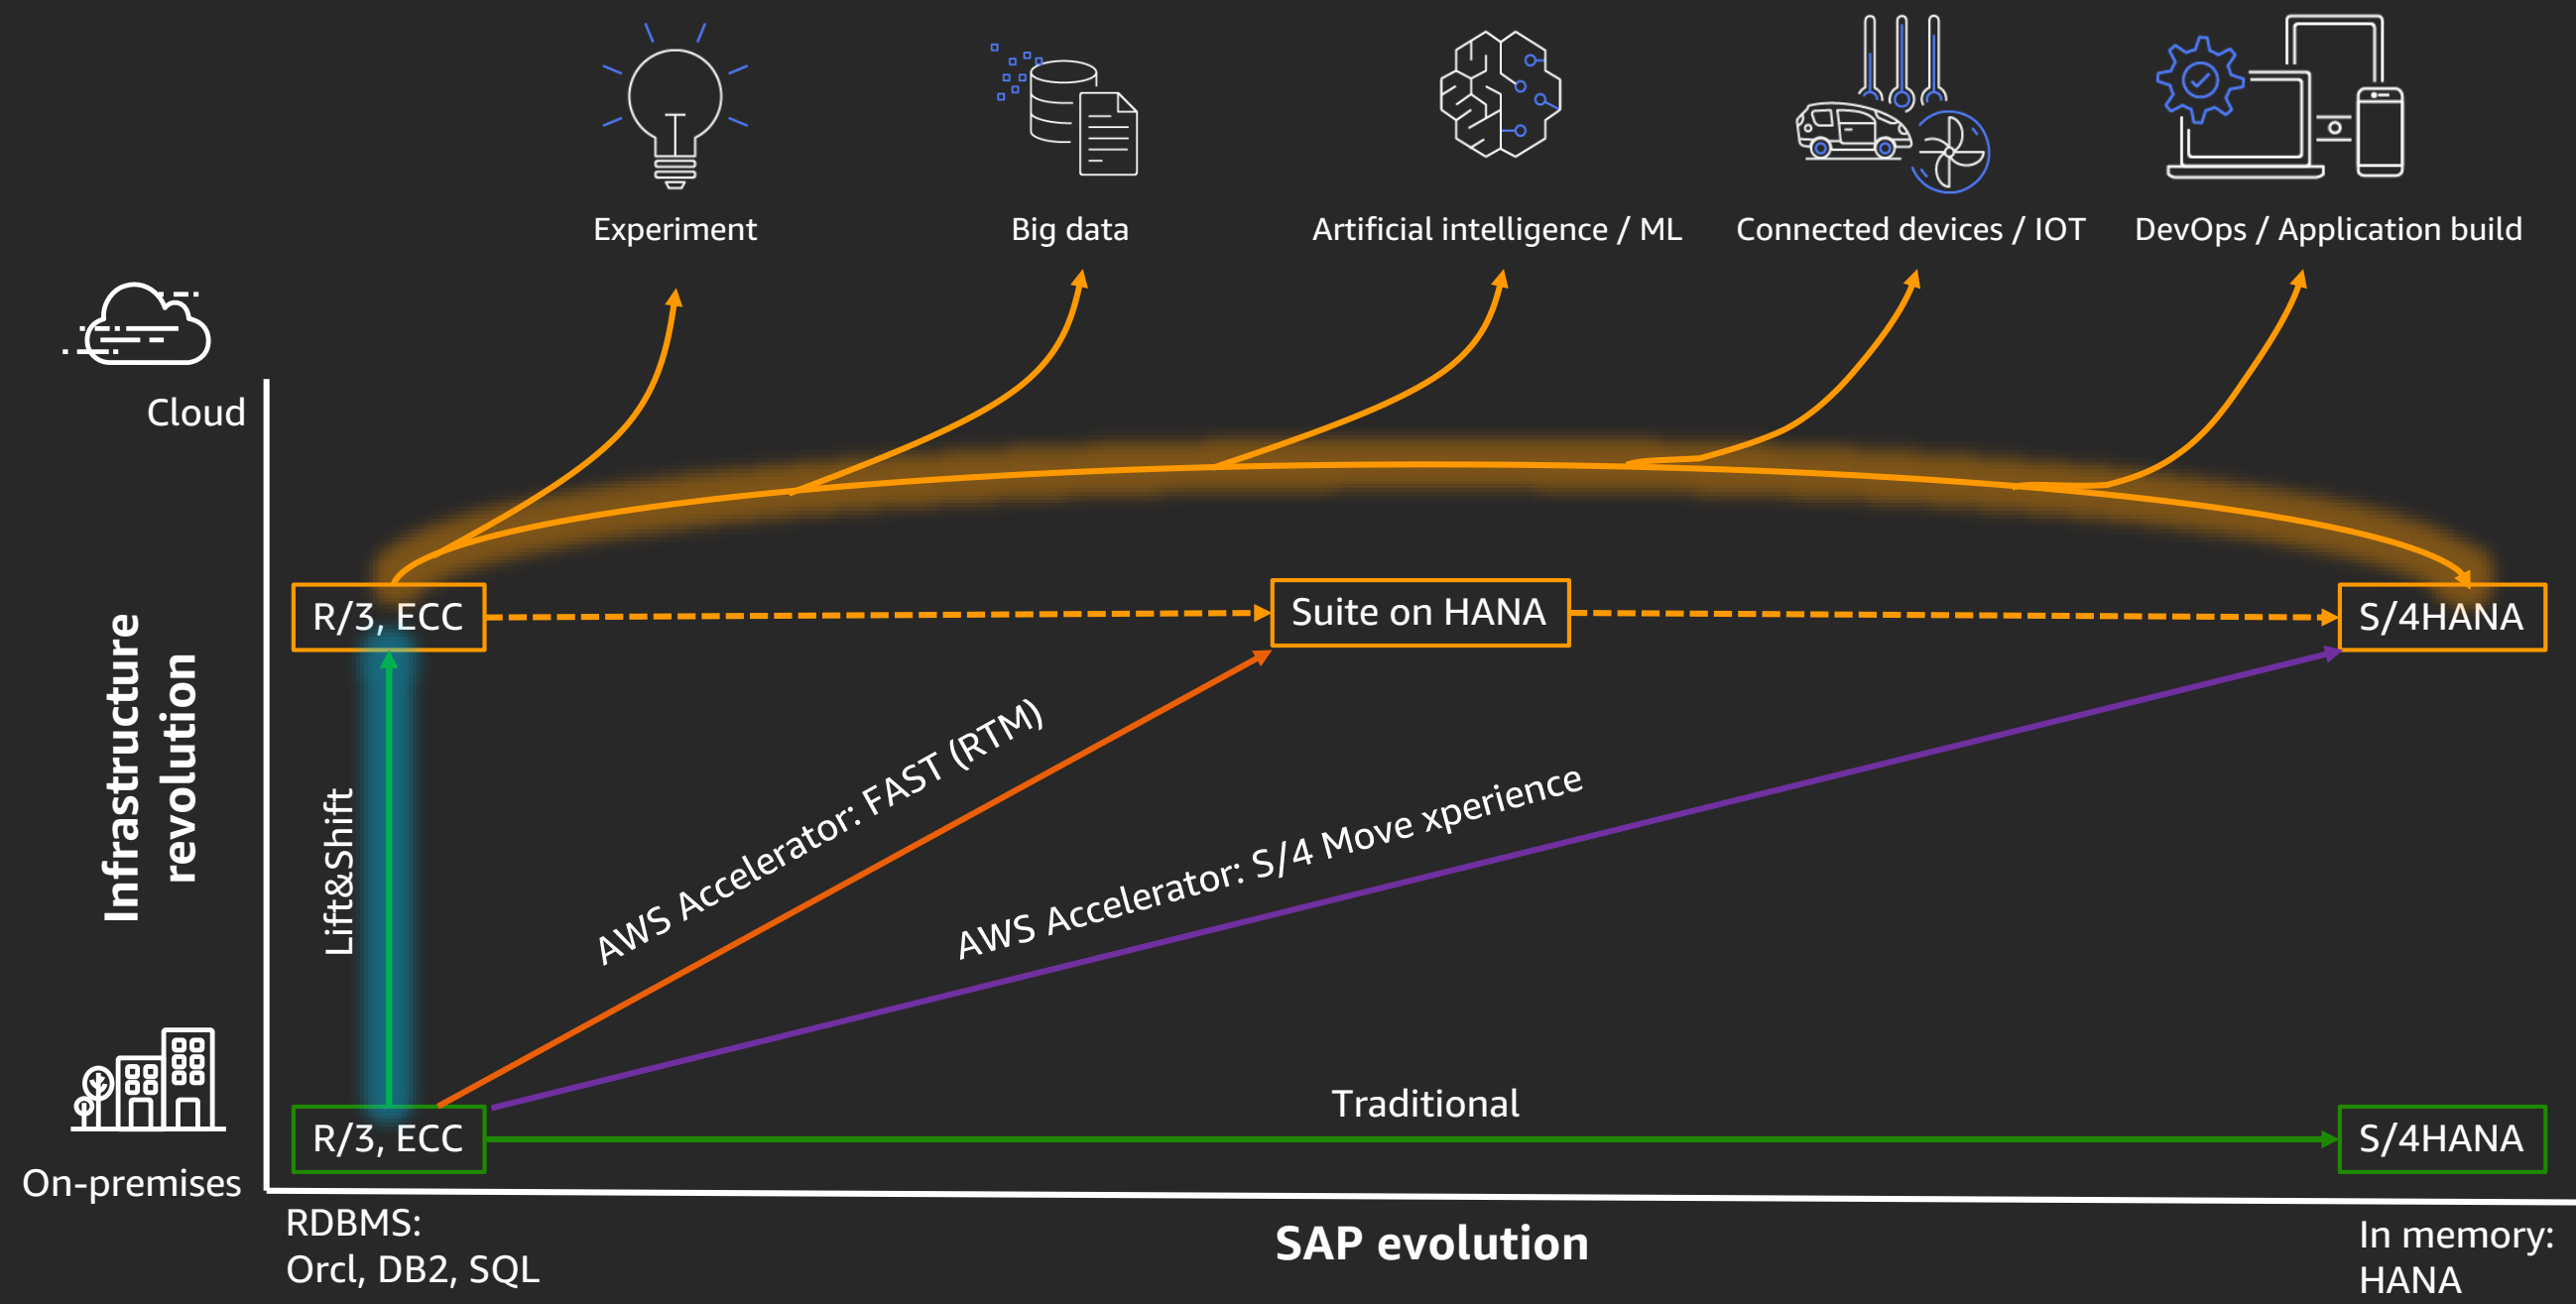 Experiment
Big data
Artificial intelligence / ML
Connected devices / IOT
DevOps / Application build
Cloud
R/3, ECC
Suite on HANA
S/4HANA
Infrastructure
revolution
Lift&Shift
AWS Accelerator: FAST (RTM)
AWS Accelerator: S/4 Move xperience
Traditional
R/3, ECC
S/4HANA
On-premises
RDBMS:
Orcl, DB2, SQL
SAP evolution
In memory:
HANA